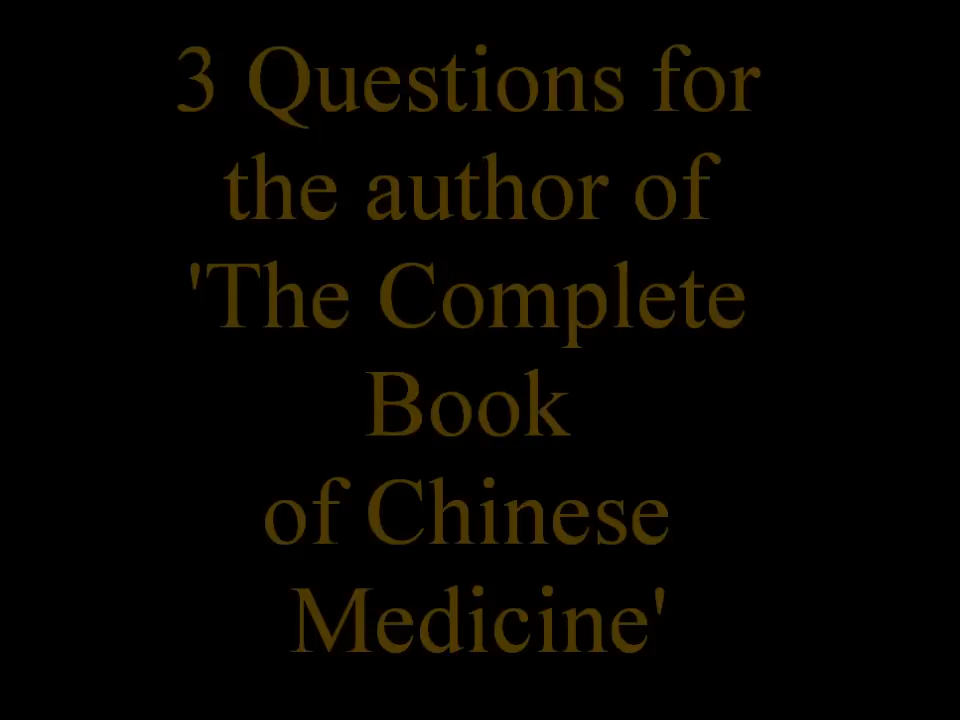 3 Questions for
the author of
'The Complete
Book
of Chinese
Medicine'